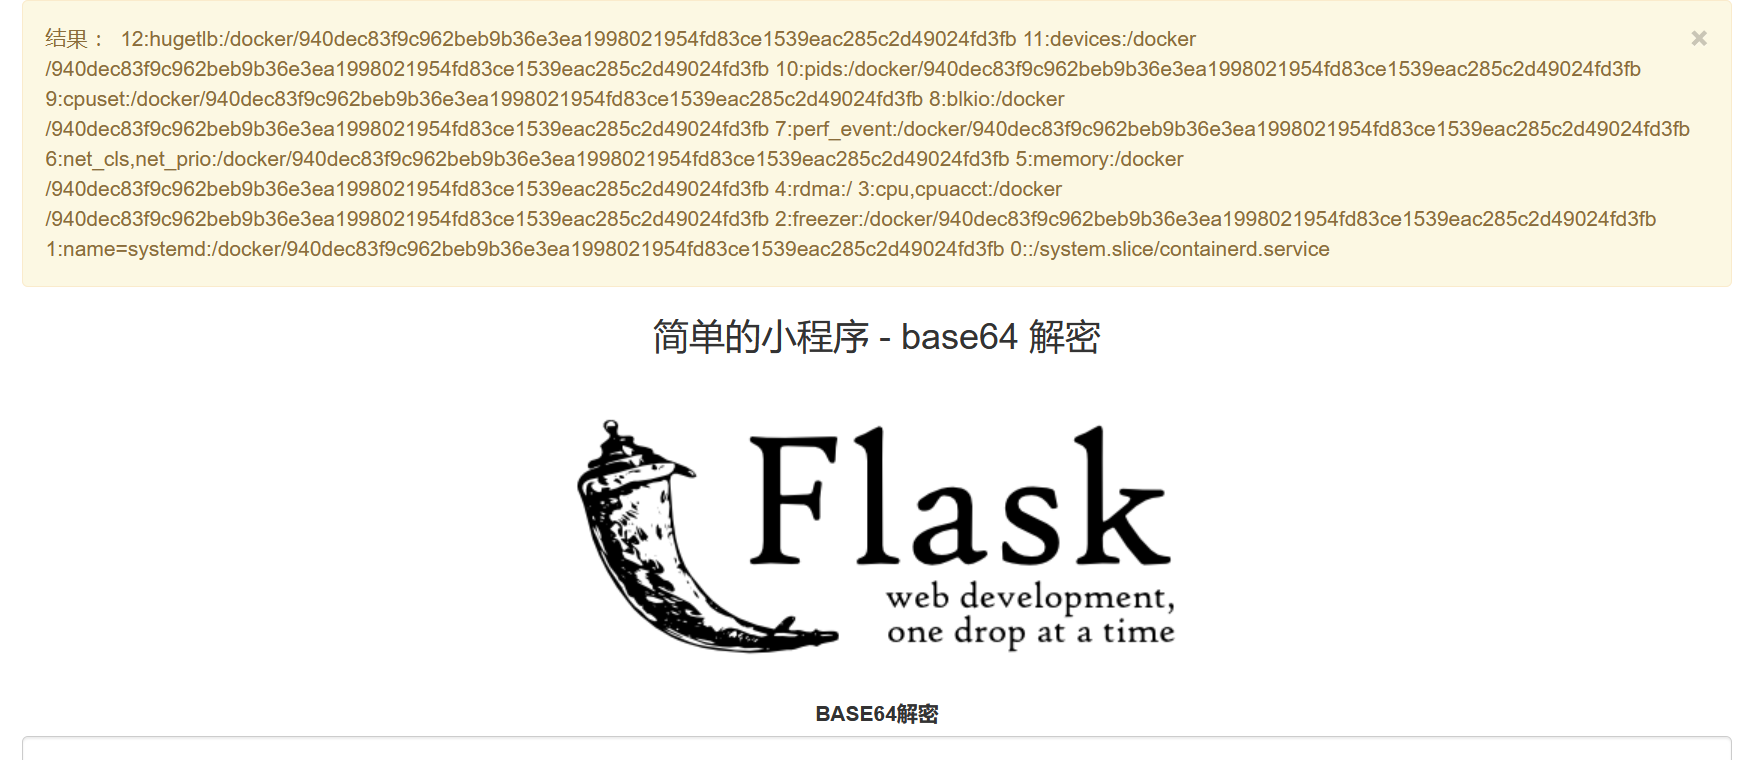 结果： 12:hugetlb:/docker/940dec83f9c962beb9b36e3ea1998021954fd83ce1539eac285c2d49024fd3fb 11:devices:/docker
/940dec83f9c962beb9b36e3ea1998021954fd83ce1539eac285c2d49024fd3fb 10:pids:/docker/940dec83f9c962beb9b36e3ea1998021954fd83ce1539eac285c2d49024fd3fb
9:cpuset:/docker/940dec83f9c962beb9b36e3ea1998021954fd83ce1539eac285c2d49024fd3fb 8:blkio:/docker
/940dec83f9c962beb9b36e3ea1998021954fd83ce1539eac285c2d49024fd3fb 7:perf_event:/docker/940dec83f9c962beb9b36e3ea1998021954fd83ce1539eac285c2d49024fd3fb
6:net_cls,net_prio:/docker/940dec83f9c962beb9b36e3ea1998021954fd83ce1539eac285c2d49024fd3fb 5:memory:/docker
/940dec83f9c962beb9b36e3ea1998021954fd83ce1539eac285c2d49024fd3fb 4:rdma:/ 3:cpu,cpuacct:/docker
/940dec83f9c962beb9b36e3ea1998021954fd83ce1539eac285c2d49024fd3fb 2:freezer:/docker/940dec83f9c962beb9b36e3ea1998021954fd83ce1539eac285c2d49024fd3fb
1:name=systemd:/docker/940dec83f9c962beb9b36e3ea1998021954fd83ce1539eac285c2d49024fd3fb 0::/system.slice/containerd.service
简单的小程序 - base64 解密
Flask
web development,
one drop at a time
BASE64解密